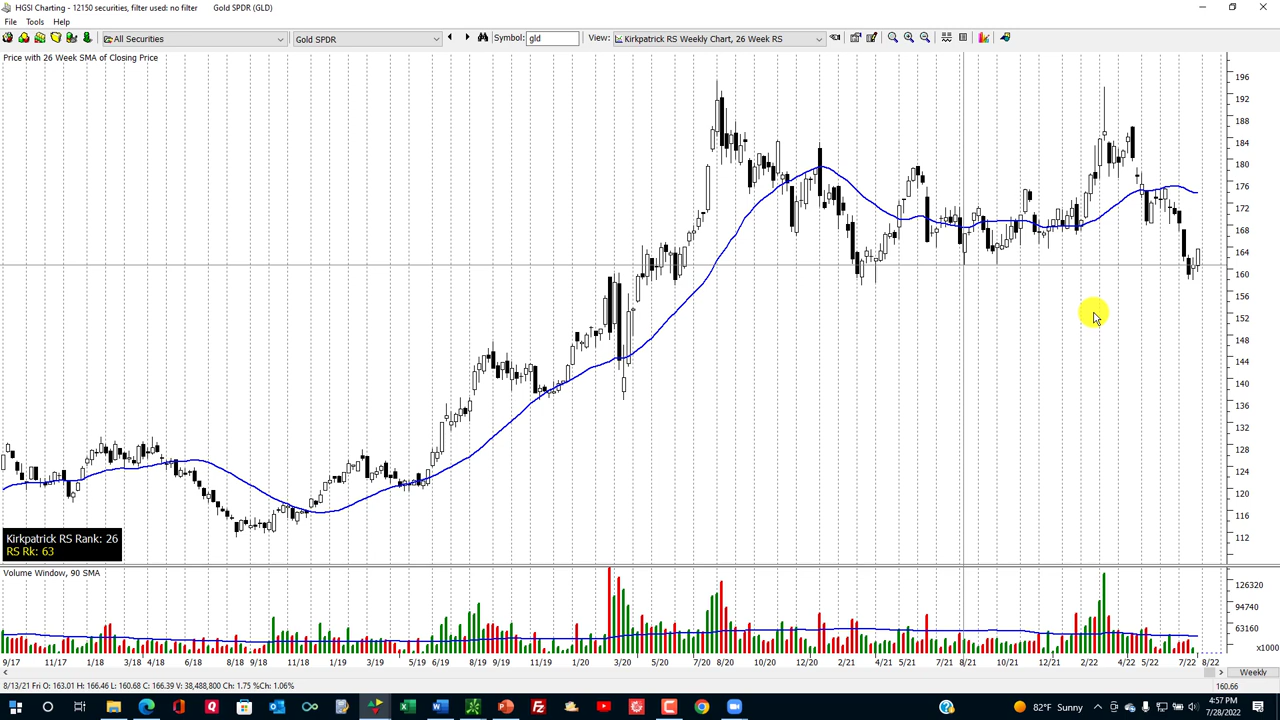 HGSI Charting - 12150 securities, filter used: no filter Gold SPDR (GLD)
File Tools Help
All Securities Gold SPDR Symbol: gld View: Kirkpatrick RS Weekly Chart, 26 Week RS
Price with 26 Week SMA of Closing Price
196
192
188
184
180
176
172
168
164
160
156
152
148
144
140
136
132
128
124
120
116
112
Kirkpatrick RS Rank: 26
RS Rk: 63
Volume Window, 90 SMA
126320
94740
63160
x1000
9/17 11/17 1/18 3/18 4/18 6/18 8/18 9/18 11/18 1/19 3/19 5/19 6/19 8/19 9/19 11/19 1/20 3/20 5/20 7/20 8/20 10/20 12/20 2/21 4/21 5/21 7/21 8/21 10/21 12/21 2/22 4/22 5/22 7/22 8/22
Weekly
8/13/21 Fri O: 163.01 H: 166.46 L: 160.68 C: 166.39 V: 38,488,800 Ch: 1.75 %Ch: 1.06%
160.66
82°F Sunny
4:57 PM
7/28/2022